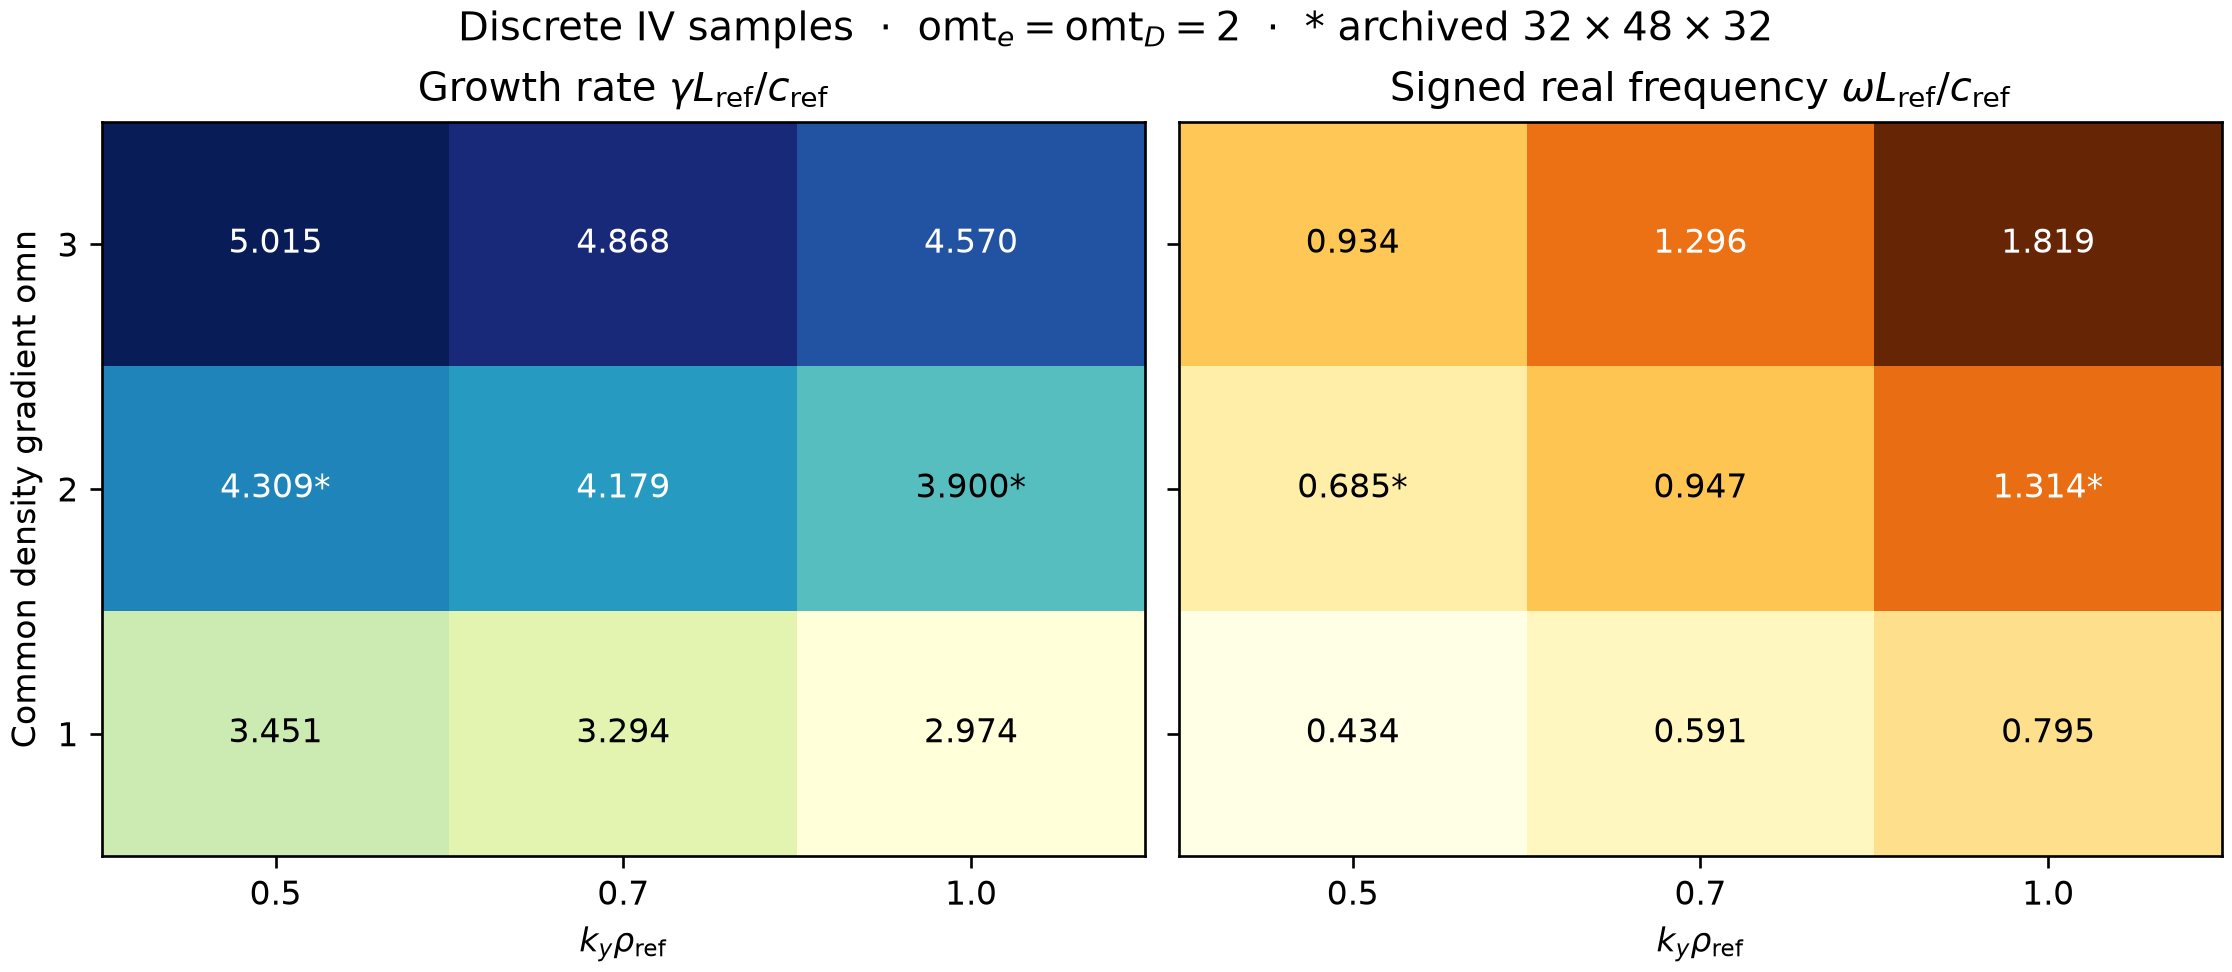 Discrete IV samples · omtₑ = omt_D = 2 · * archived 32 × 48 × 32
Growth rate γL_ref/c_ref
Signed real frequency ωL_ref/c_ref
Common density gradient omn
3
5.015 4.868 4.570
0.934 1.296 1.819
2
4.309* 4.179 3.900*
0.685* 0.947 1.314*
1
3.451 3.294 2.974
0.434 0.591 0.795
0.5 0.7 1.0
0.5 0.7 1.0
k_yρ_ref
k_yρ_ref